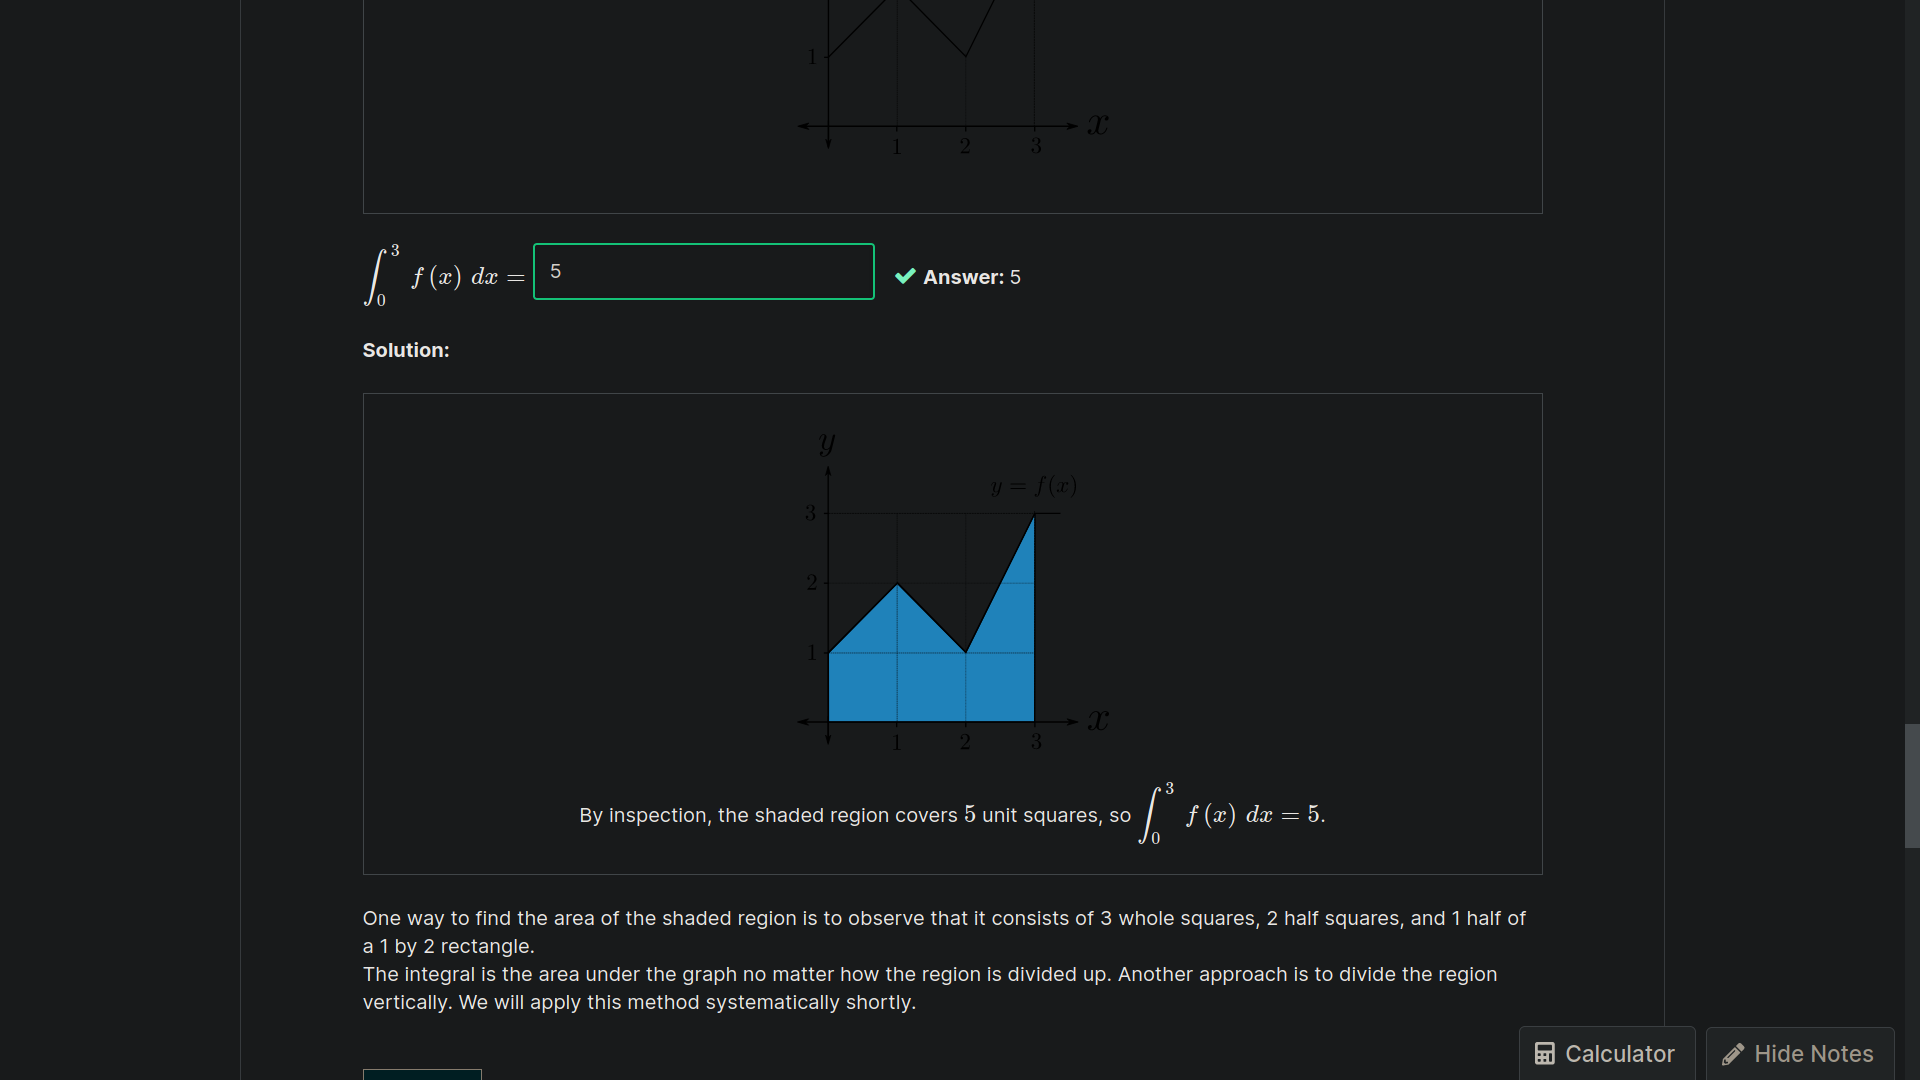 1
x
1 2 3
∫₀³ f (x) dx = 5 ✔ Answer: 5
Solution:
y
y = f(x)
3
2
1
x
1 2 3
By inspection, the shaded region covers 5 unit squares, so ∫₀³ f (x) dx = 5.
One way to find the area of the shaded region is to observe that it consists of 3 whole squares, 2 half squares, and 1 half of
a 1 by 2 rectangle.
The integral is the area under the graph no matter how the region is divided up. Another approach is to divide the region
vertically. We will apply this method systematically shortly.
Calculator
Hide Notes